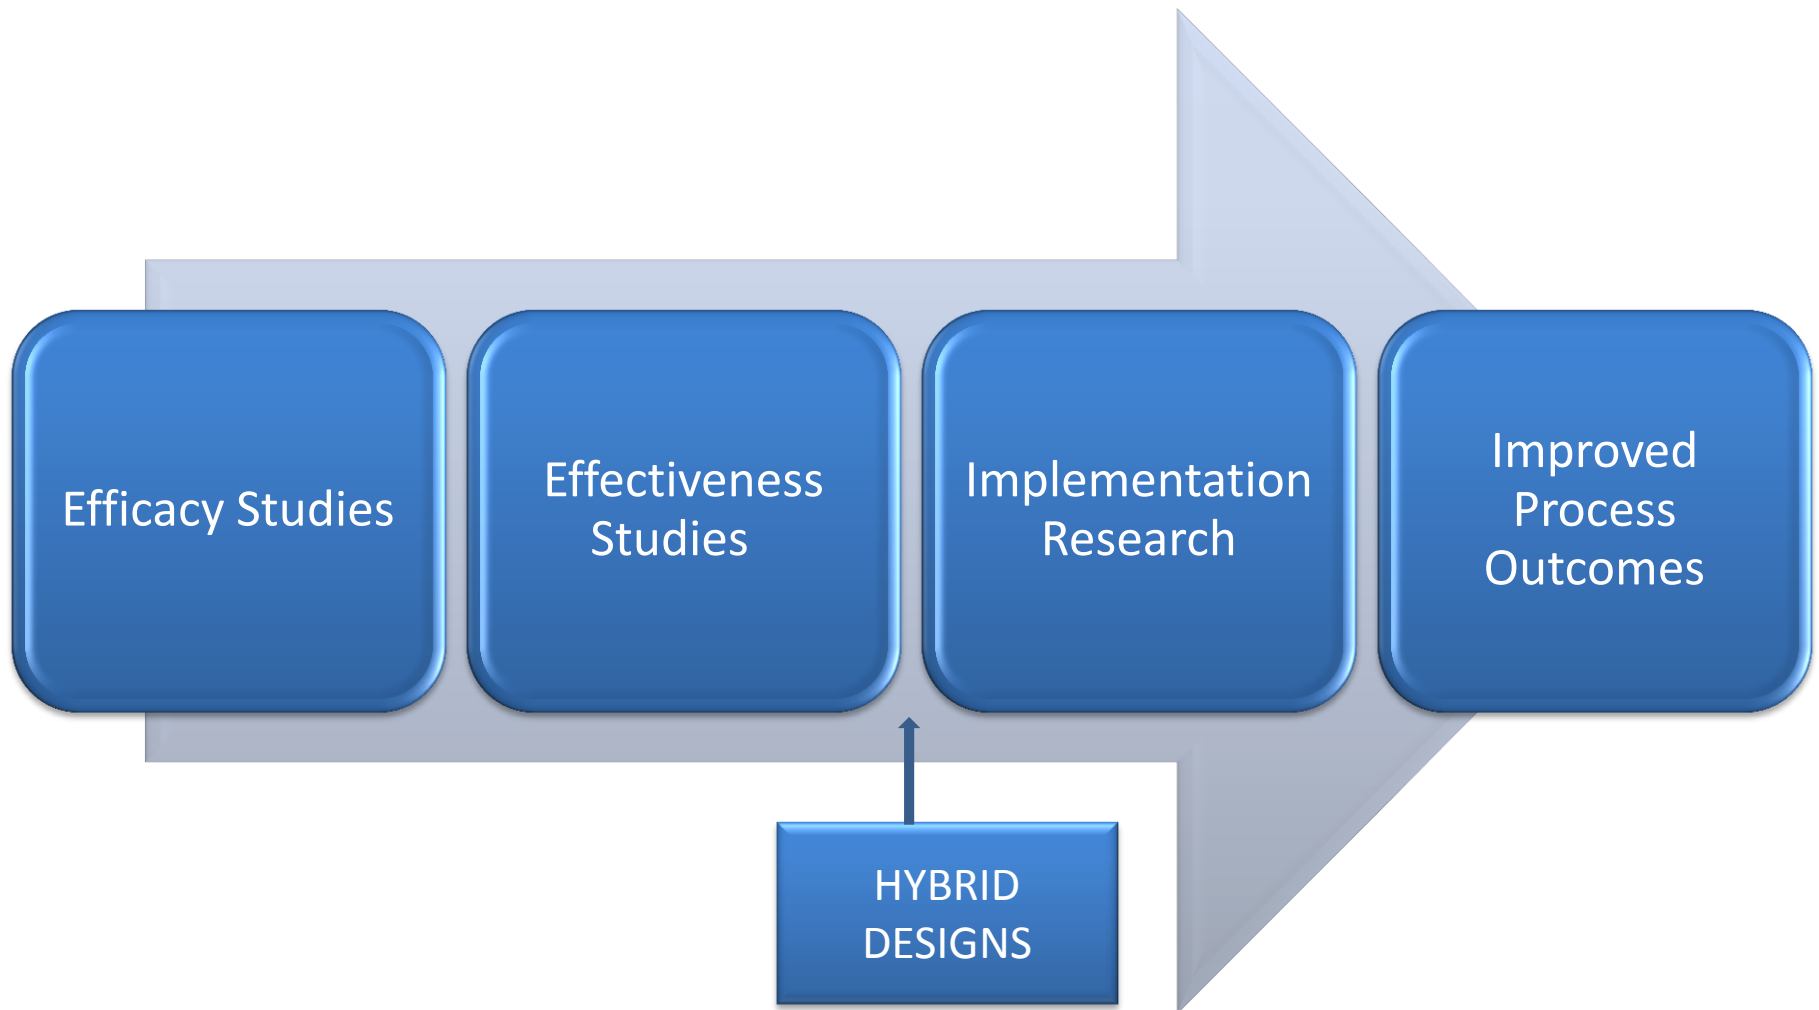 Efficacy Studies
Effectiveness
Studies
Implementation
Research
Improved
Process
Outcomes
HYBRID
DESIGNS